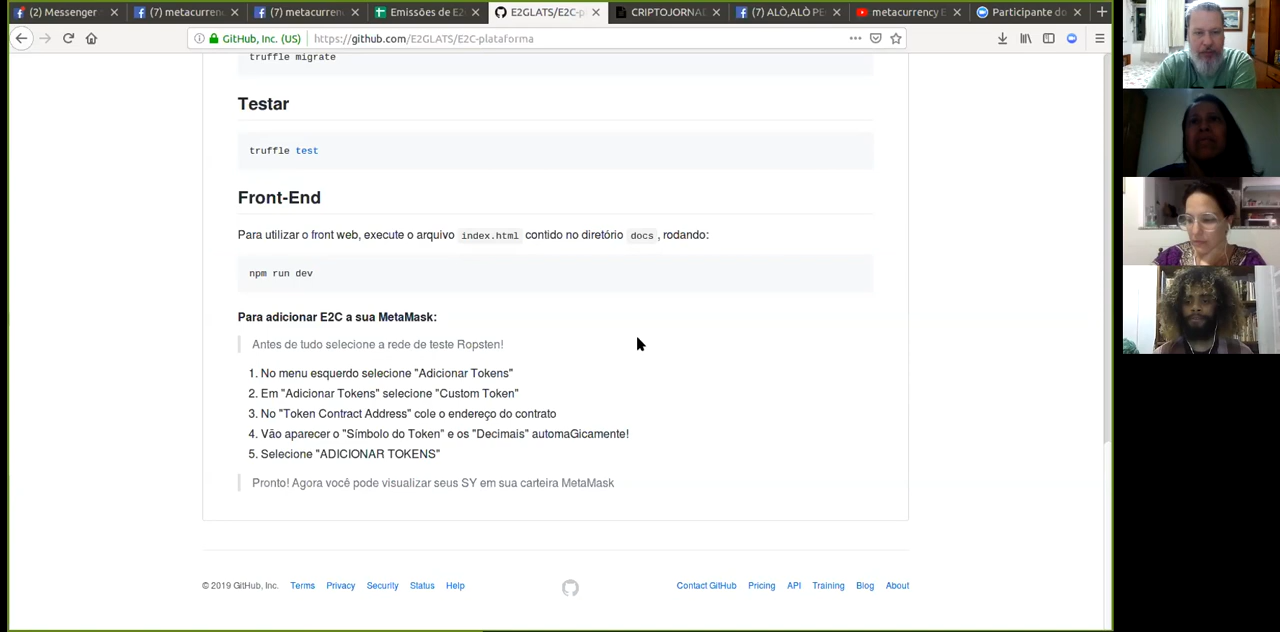 (2) Messenger
(7) metacurren
(7) metacurren
Emissões de E2
E2GLATS/E2C-p
CRIPTOJORNA
(7) ALÔ,ALÔ PE
metacurrency E
Participante do
GitHub, Inc. (US)
https://github.com/E2GLATS/E2C-plataforma
truffle migrate
Testar
truffle test
Front-End
Para utilizar o front web, execute o arquivo index.html contido no diretório docs , rodando:
npm run dev
Para adicionar E2C a sua MetaMask:
Antes de tudo selecione a rede de teste Ropsten!
1. No menu esquerdo selecione "Adicionar Tokens"
2. Em "Adicionar Tokens" selecione "Custom Token"
3. No "Token Contract Address" cole o endereço do contrato
4. Vão aparecer o "Símbolo do Token" e os "Decimais" automaGicamente!
5. Selecione "ADICIONAR TOKENS"
Pronto! Agora você pode visualizar seus SY em sua carteira MetaMask
© 2019 GitHub, Inc.
Terms
Privacy
Security
Status
Help
Contact GitHub
Pricing
API
Training
Blog
About